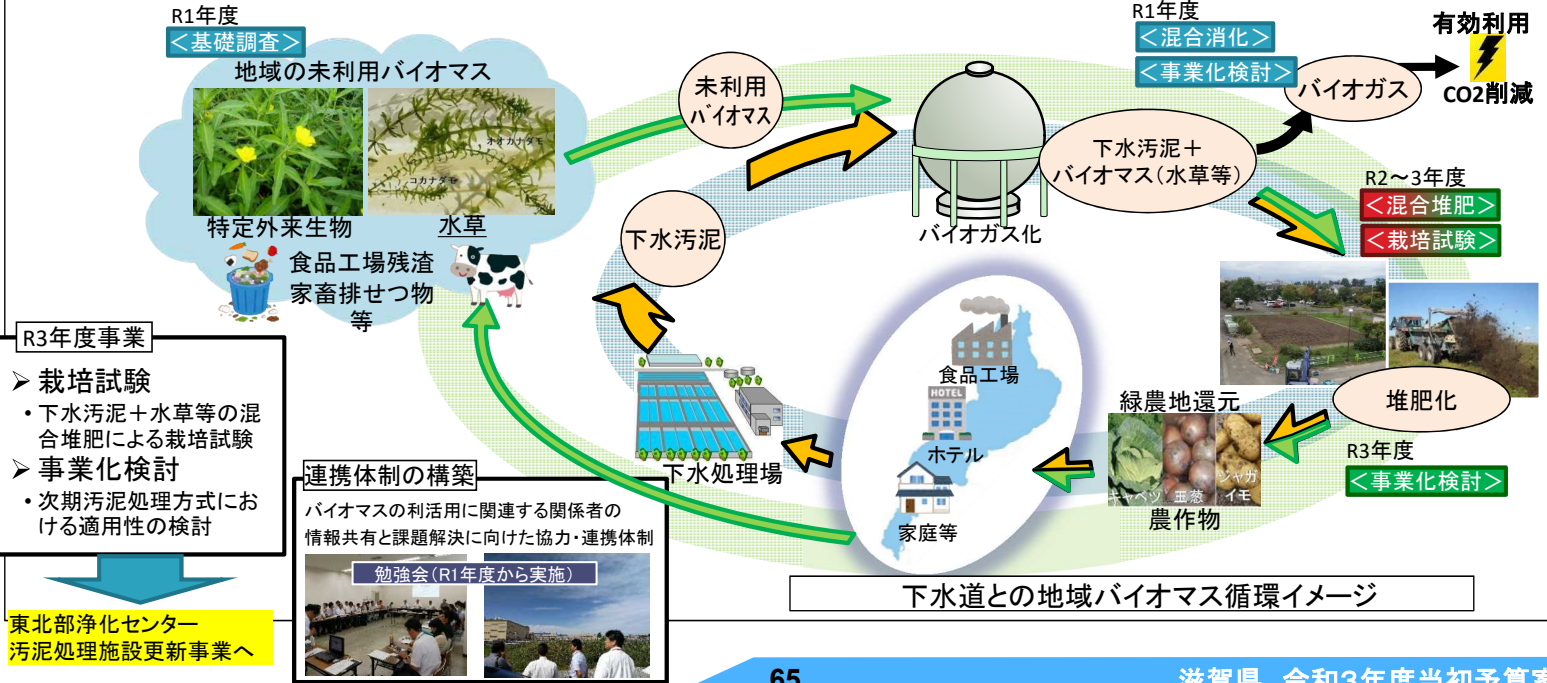 R1年度
＜基礎調査＞
地域の未利用バイオマス
オオカナダモ
コカナダモ
特定外来生物
水草
食品工場残渣
家畜排せつ物
等
未利用
バイオマス
下水汚泥
バイオガス化
下水汚泥＋
バイオマス（水草等）
R1年度
＜混合消化＞
＜事業化検討＞
バイオガス
有効利用
CO2削減
R2～3年度
＜混合堆肥＞
＜栽培試験＞
堆肥化
R3年度
＜事業化検討＞
緑農地還元
キャベツ
玉葱
ジャガ
イモ
農作物
食品工場
HOTEL
ホテル
家庭等
下水処理場
R3年度事業
➢ 栽培試験
・下水汚泥＋水草等の混
合堆肥による栽培試験
➢ 事業化検討
・次期汚泥処理方式にお
ける適用性の検討
東北部浄化センター
汚泥処理施設更新事業へ
連携体制の構築
バイオマスの利活用に関連する関係者の
情報共有と課題解決に向けた協力・連携体制
勉強会（R1年度から実施）
下水道との地域バイオマス循環イメージ
65
滋賀県 令和3年度当初予算案